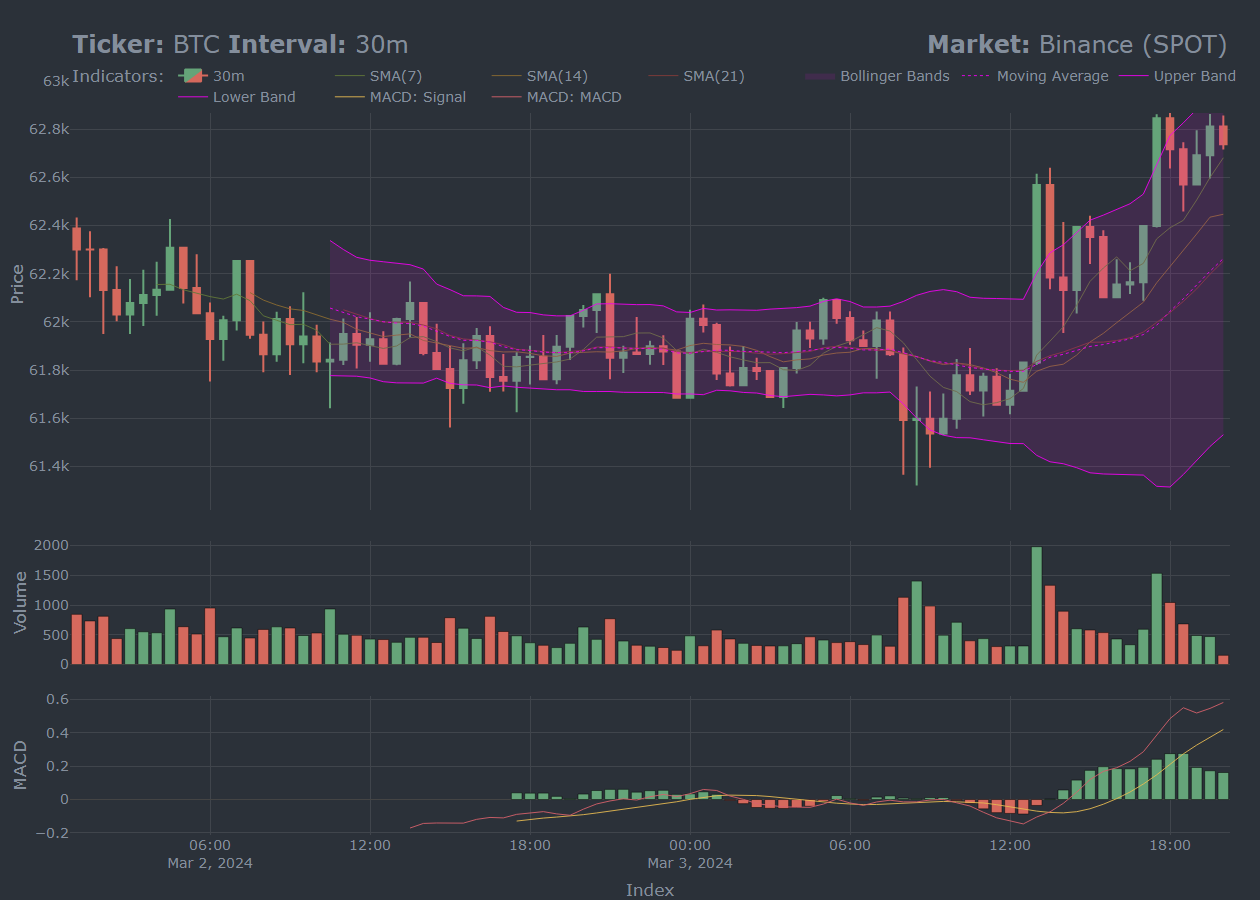 Ticker: BTC Interval: 30m Market: Binance (SPOT)
Indicators: 30m SMA(7) SMA(14) SMA(21) Bollinger Bands Moving Average Upper Band
Lower Band MACD: Signal MACD: MACD
63k
62.8k
62.6k
62.4k
62.2k
62k
61.8k
61.6k
61.4k
Price
2000
1500
1000
500
0
Volume
0.6
0.4
0.2
0
−0.2
MACD
06:00 12:00 18:00 00:00 06:00 12:00 18:00
Mar 2, 2024 Mar 3, 2024
Index